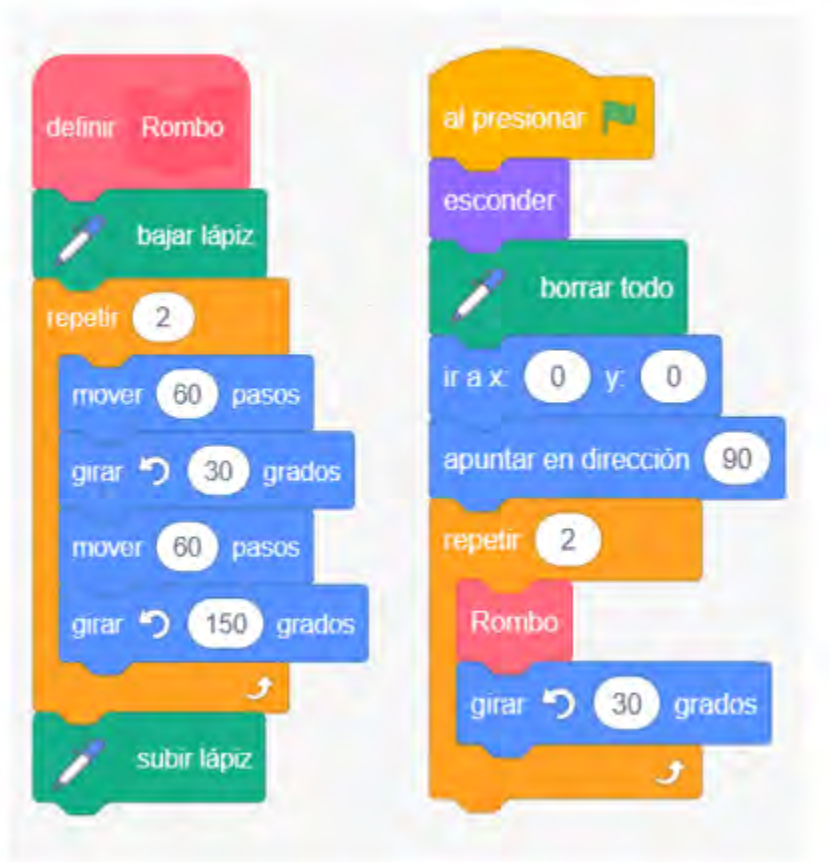 definir Rombo
bajar lápiz
repetir 2
mover 60 pasos
girar 30 grados
mover 60 pasos
girar 150 grados
subir lápiz
al presionar
esconder
borrar todo
ir a x: 0 y: 0
apuntar en dirección 90
repetir 2
Rombo
girar 30 grados